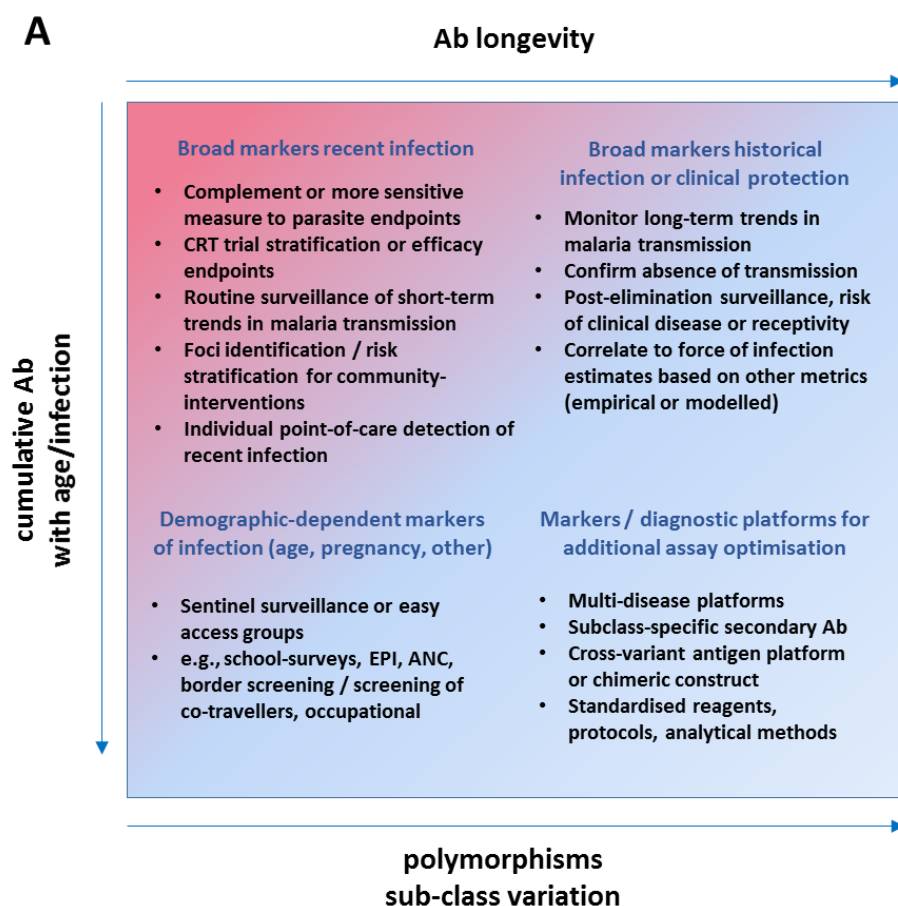 A
Ab longevity
cumulative Ab
with age/infection
Broad markers recent infection
• Complement or more sensitive
measure to parasite endpoints
• CRT trial stratification or efficacy
endpoints
• Routine surveillance of short-term
trends in malaria transmission
• Foci identification / risk
stratification for community-
interventions
• Individual point-of-care detection of
recent infection
Broad markers historical
infection or clinical protection
• Monitor long-term trends in
malaria transmission
• Confirm absence of transmission
• Post-elimination surveillance, risk
of clinical disease or receptivity
• Correlate to force of infection
estimates based on other metrics
(empirical or modelled)
Demographic-dependent markers
of infection (age, pregnancy, other)
• Sentinel surveillance or easy
access groups
• e.g., school-surveys, EPI, ANC,
border screening / screening of
co-travellers, occupational
Markers / diagnostic platforms for
additional assay optimisation
• Multi-disease platforms
• Subclass-specific secondary Ab
• Cross-variant antigen platform
or chimeric construct
• Standardised reagents,
protocols, analytical methods
polymorphisms
sub-class variation